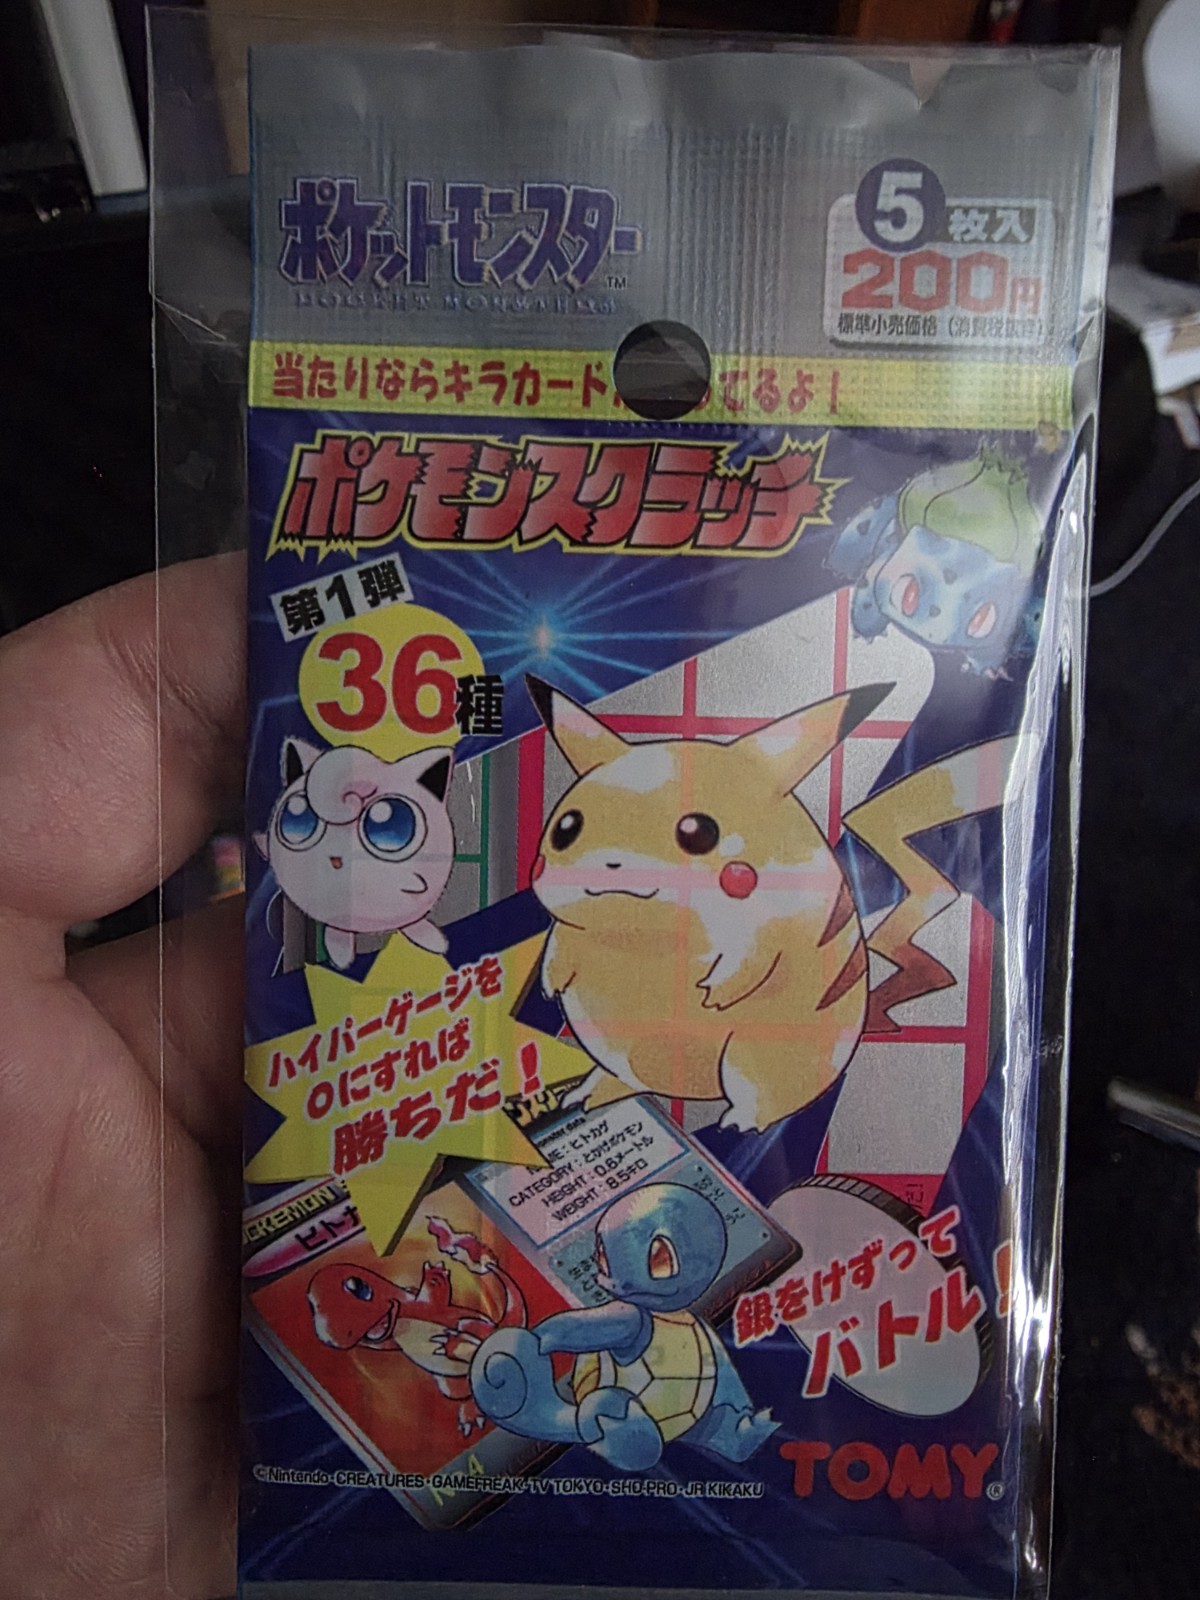 ポケットモンスター™
POCKET MONSTERS
5枚入
200円
標準小売価格(消費税抜き)
当たりならキラカード ってるよ!
ポケモンスクラッチ
第1弾
36種
ハイパーゲージを
0にすれば
勝ちだ!
NAME:ヒトカゲ
CATEGORY:とかげポケモン
HEIGHT:0.6メートル
WEIGHT:8.5キロ
銀をけずって
バトル!
TOMY®
©Nintendo・CREATURES・GAMEFREAK・TV TOKYO・SHO-PRO・JR KIKAKU